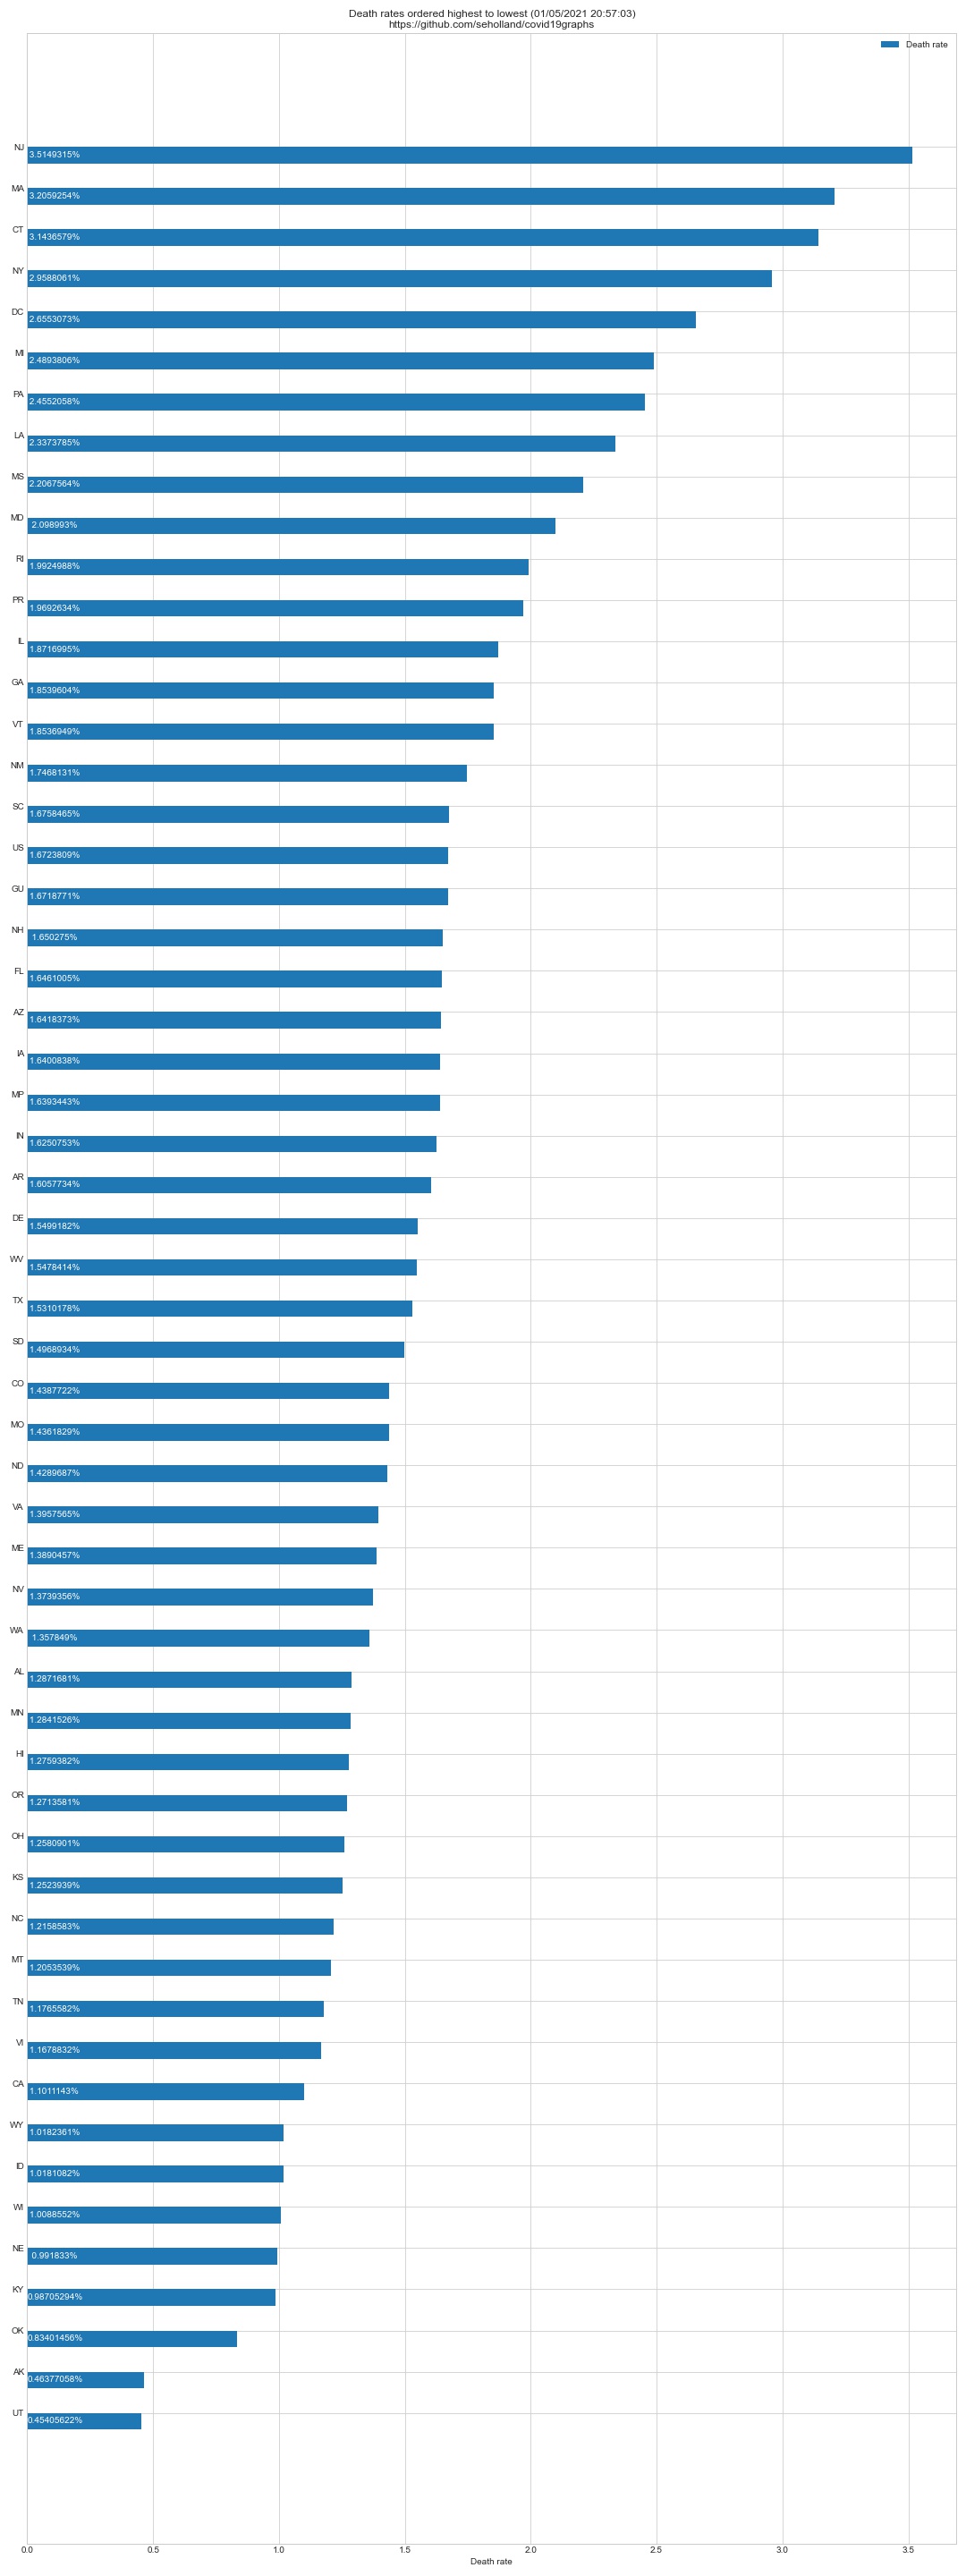 Death rates ordered highest to lowest (01/05/2021 20:57:03)
https://github.com/seholland/covid19graphs
Death rate
NJ 3.5149315%
MA 3.2059254%
CT 3.1436579%
NY 2.9588061%
DC 2.6553073%
MI 2.4893806%
PA 2.4552058%
LA 2.3373785%
MS 2.2067564%
MD 2.098993%
RI 1.9924988%
PR 1.9692634%
IL 1.8716995%
GA 1.8539604%
VT 1.8536949%
NM 1.7468131%
SC 1.6758465%
US 1.6723809%
GU 1.6718771%
NH 1.650275%
FL 1.6461005%
AZ 1.6418373%
IA 1.6400838%
MP 1.6393443%
IN 1.6250753%
AR 1.6057734%
DE 1.5499182%
WV 1.5478414%
TX 1.5310178%
SD 1.4968934%
CO 1.4387722%
MO 1.4361829%
ND 1.4289687%
VA 1.3957565%
ME 1.3890457%
NV 1.3739356%
WA 1.357849%
AL 1.2871681%
MN 1.2841526%
HI 1.2759382%
OR 1.2713581%
OH 1.2580901%
KS 1.2523939%
NC 1.2158583%
MT 1.2053539%
TN 1.1765582%
VI 1.1678832%
CA 1.1011143%
WY 1.0182361%
ID 1.0181082%
WI 1.0088552%
NE 0.991833%
KY 0.98705294%
OK 0.83401456%
AK 0.46377058%
UT 0.45405622%
0.0 0.5 1.0 1.5 2.0 2.5 3.0 3.5
Death rate